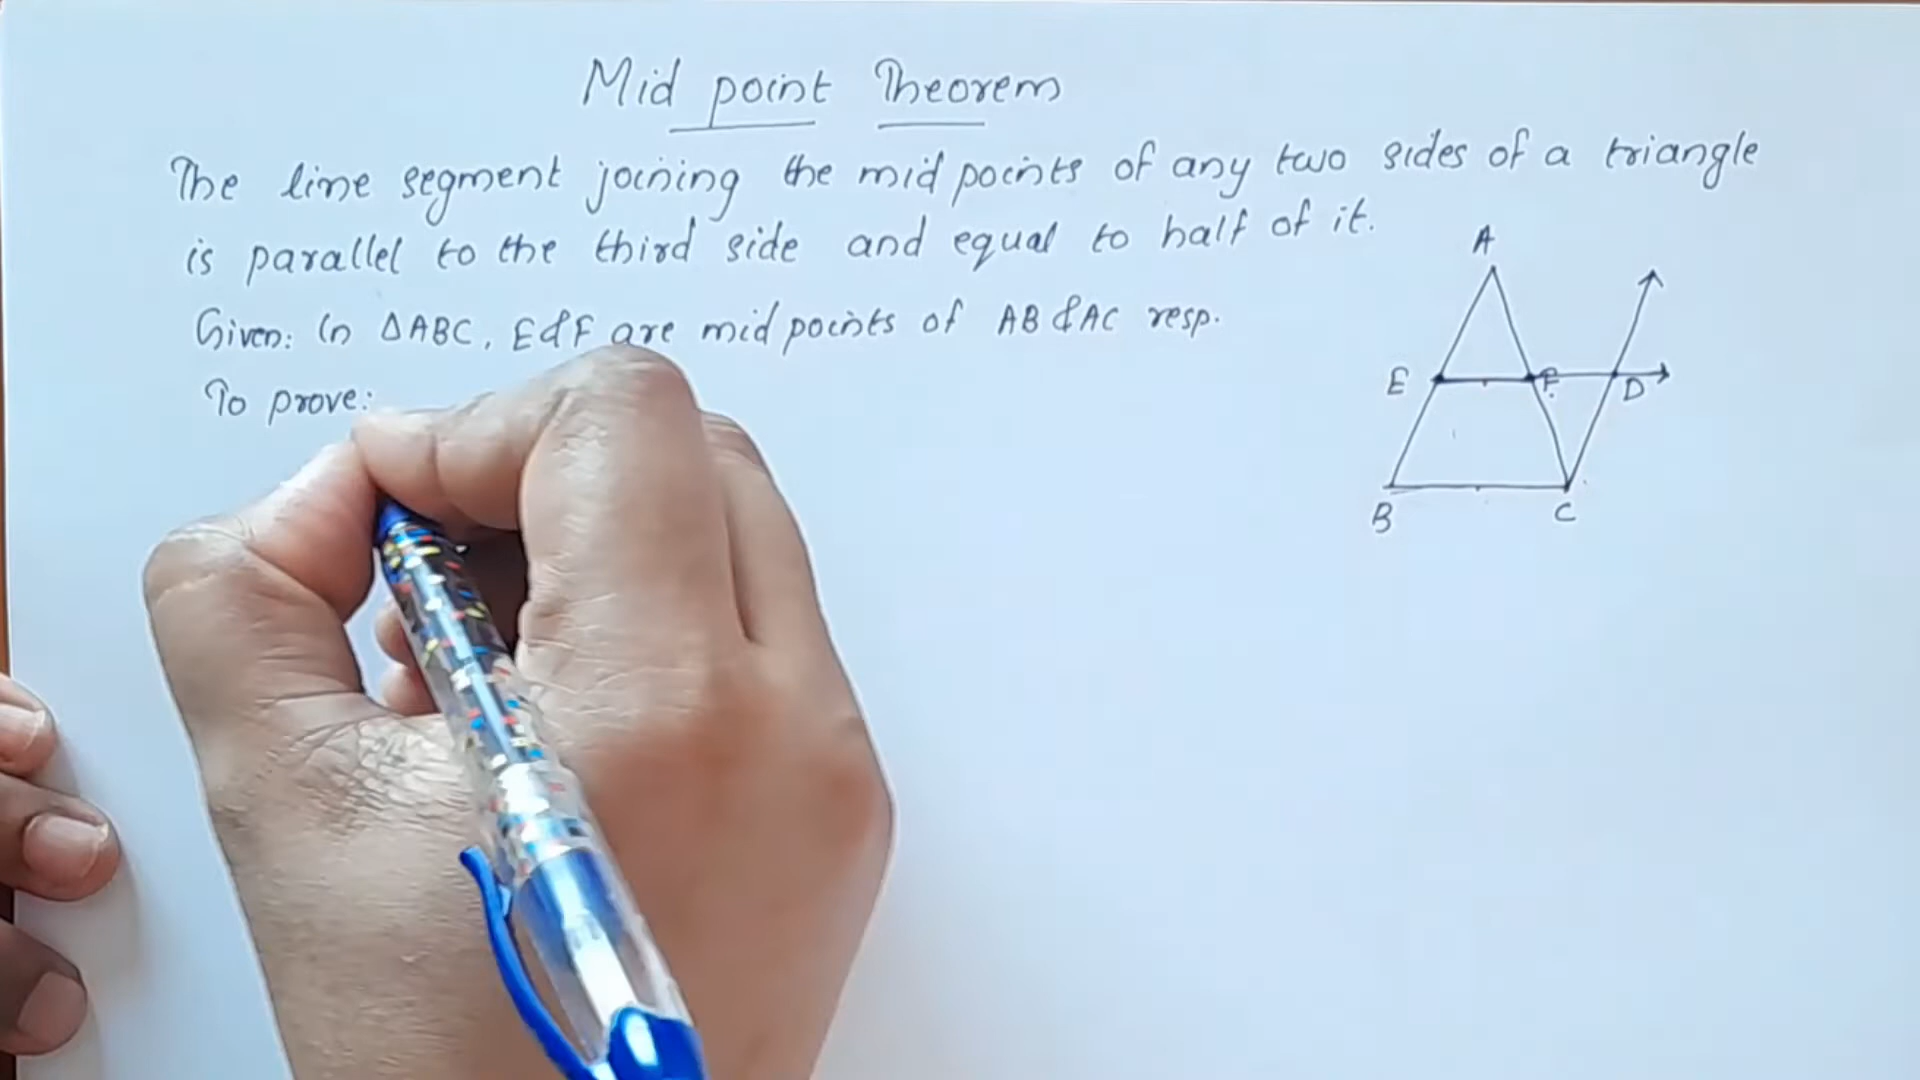 Mid point Theorem
The line segment joining the mid points of any two sides of a triangle
is parallel to the third side and equal to half of it.
Given: In ΔABC, E & F are mid points of AB & AC resp.
To prove:
A
E F D
B C